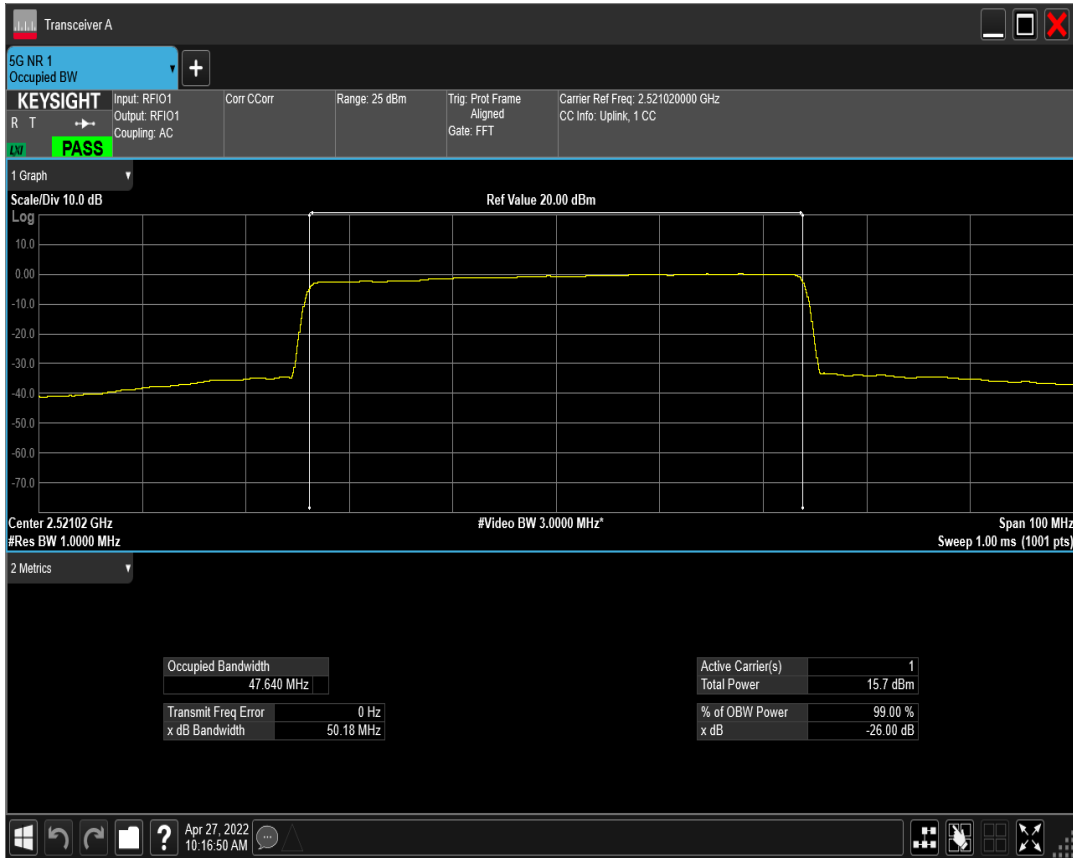 Transceiver A
5G NR 1
Occupied BW
KEYSIGHT
R T
LXI
PASS
Input: RFIO1
Output: RFIO1
Coupling: AC
Corr CCorr
Range: 25 dBm
Trig: Prot Frame
Aligned
Gate: FFT
Carrier Ref Freq: 2.521020000 GHz
CC Info: Uplink, 1 CC
1 Graph
Scale/Div 10.0 dB
Ref Value 20.00 dBm
Log
10.0
0.00
-10.0
-20.0
-30.0
-40.0
-50.0
-60.0
-70.0
Center 2.52102 GHz
#Video BW 3.0000 MHz*
Span 100 MHz
#Res BW 1.0000 MHz
Sweep 1.00 ms (1001 pts)
2 Metrics
Occupied Bandwidth
47.640 MHz
Transmit Freq Error 0 Hz
x dB Bandwidth 50.18 MHz
Active Carrier(s) 1
Total Power 15.7 dBm
% of OBW Power 99.00 %
x dB -26.00 dB
?
Apr 27, 2022
10:16:50 AM